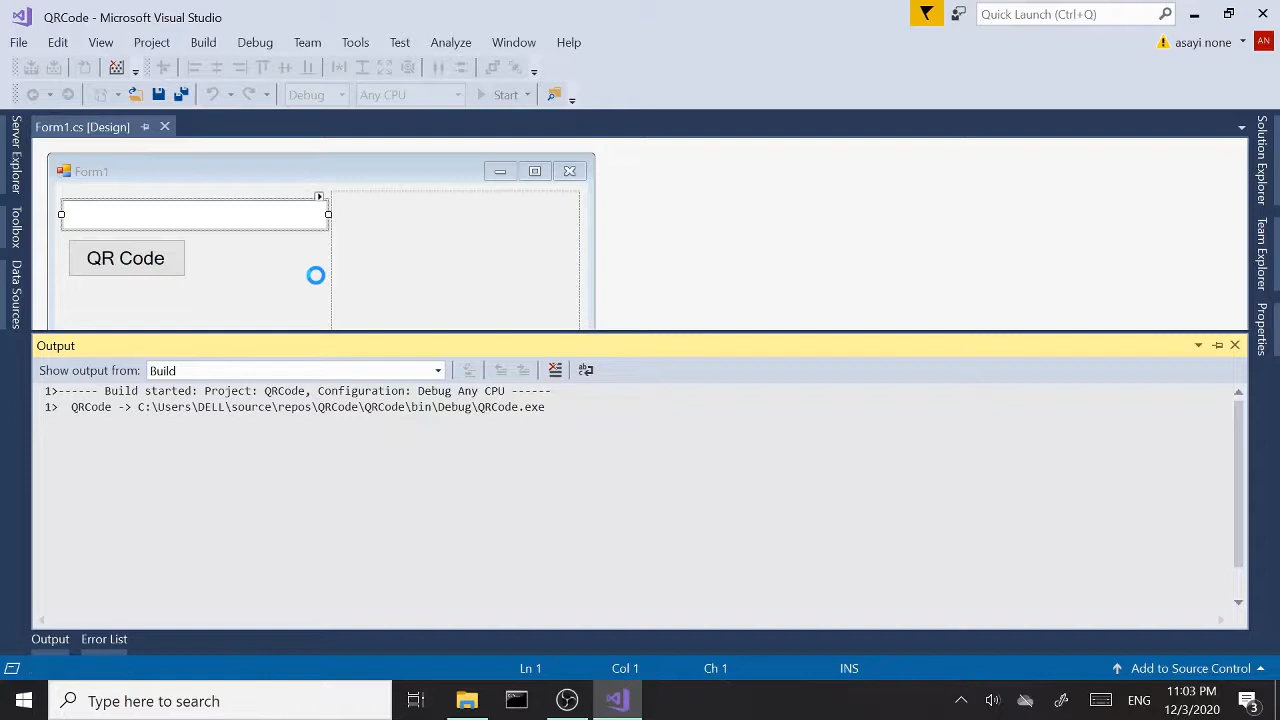 QRCode - Microsoft Visual Studio
Quick Launch (Ctrl+Q)
File Edit View Project Build Debug Team Tools Test Analyze Window Help
asayi none
AN
Debug Any CPU Start
Form1.cs [Design]
Server Explorer
Toolbox
Data Sources
Form1
QR Code
Solution Explorer
Team Explorer
Properties
Output
Show output from: Build
1>------ Build started: Project: QRCode, Configuration: Debug Any CPU ------
1> QRCode -> C:\Users\DELL\source\repos\QRCode\QRCode\bin\Debug\QRCode.exe
Output Error List
Ln 1 Col 1 Ch 1 INS Add to Source Control
Type here to search
ENG
11:03 PM
12/3/2020
3